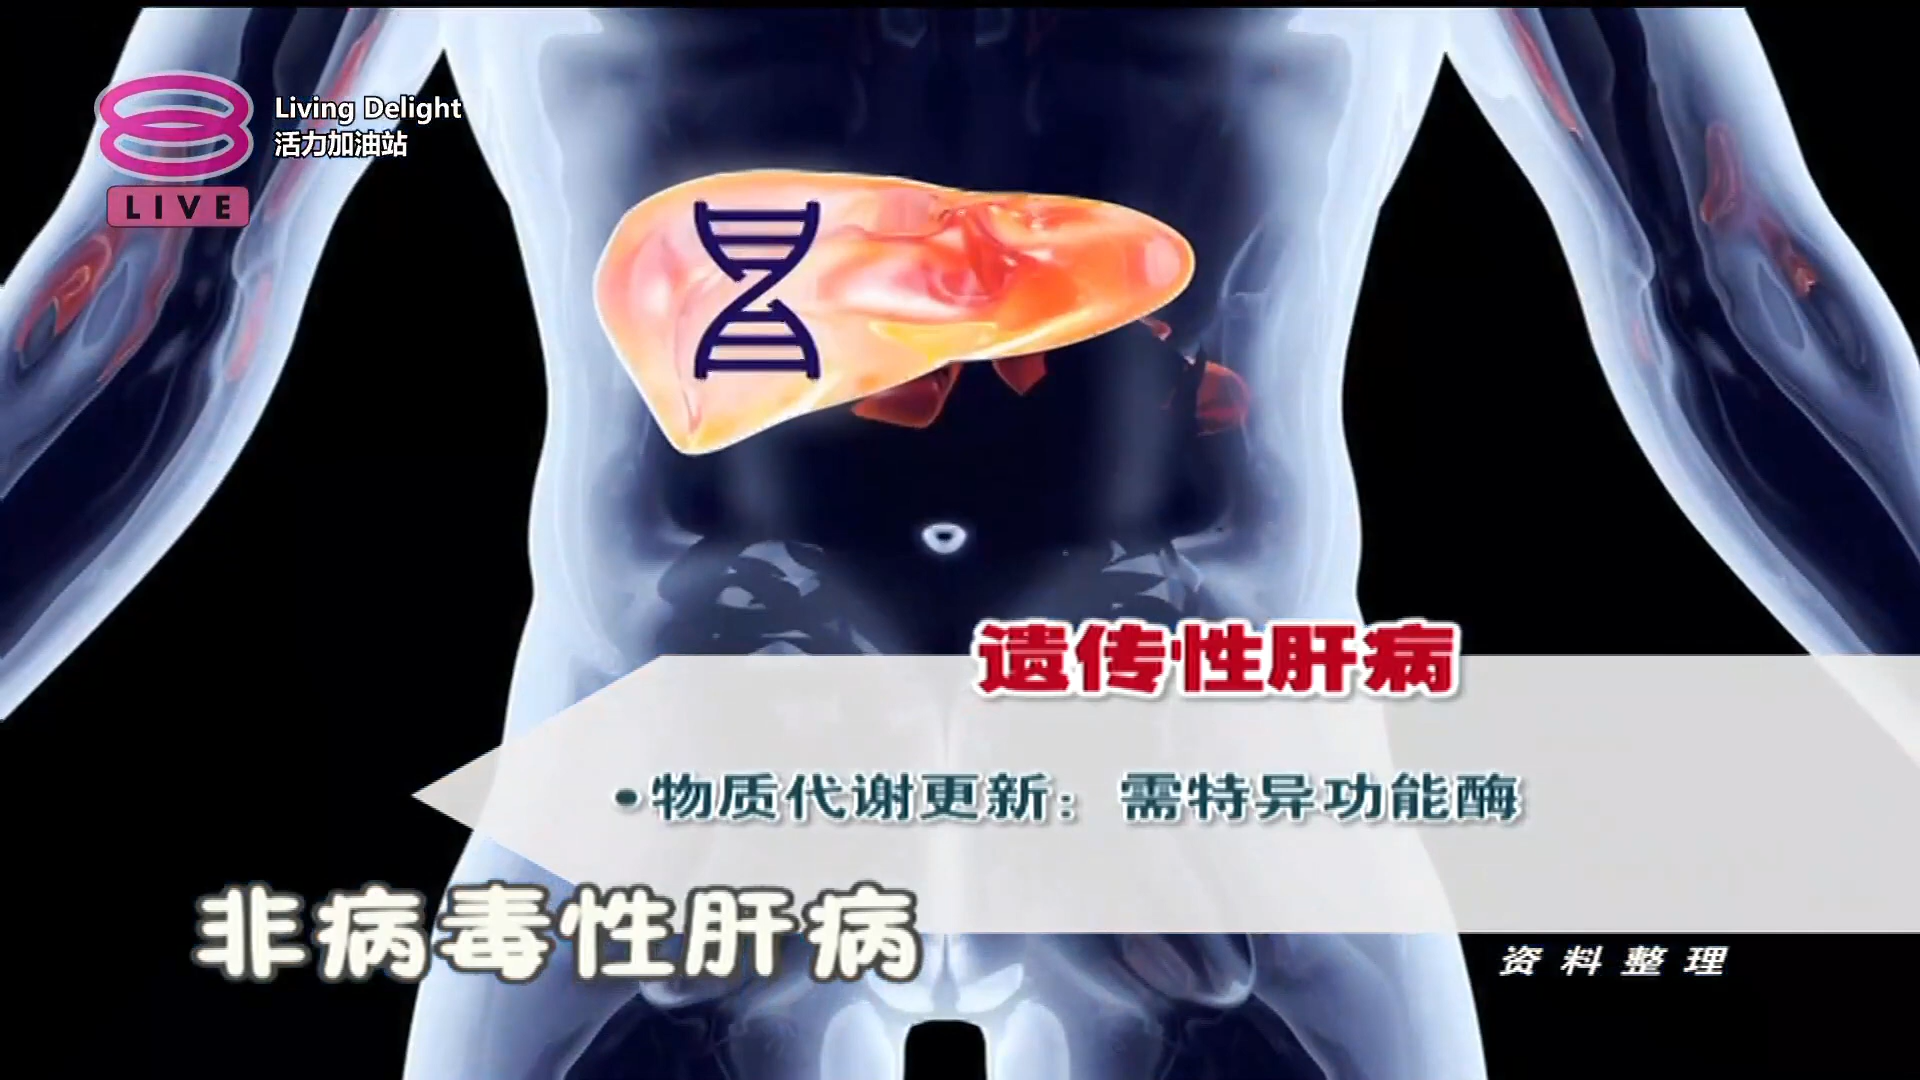 Living Delight
活力加油站
LIVE
遗传性肝病
•物质代谢更新：需特异功能酶
非病毒性肝病
资料整理